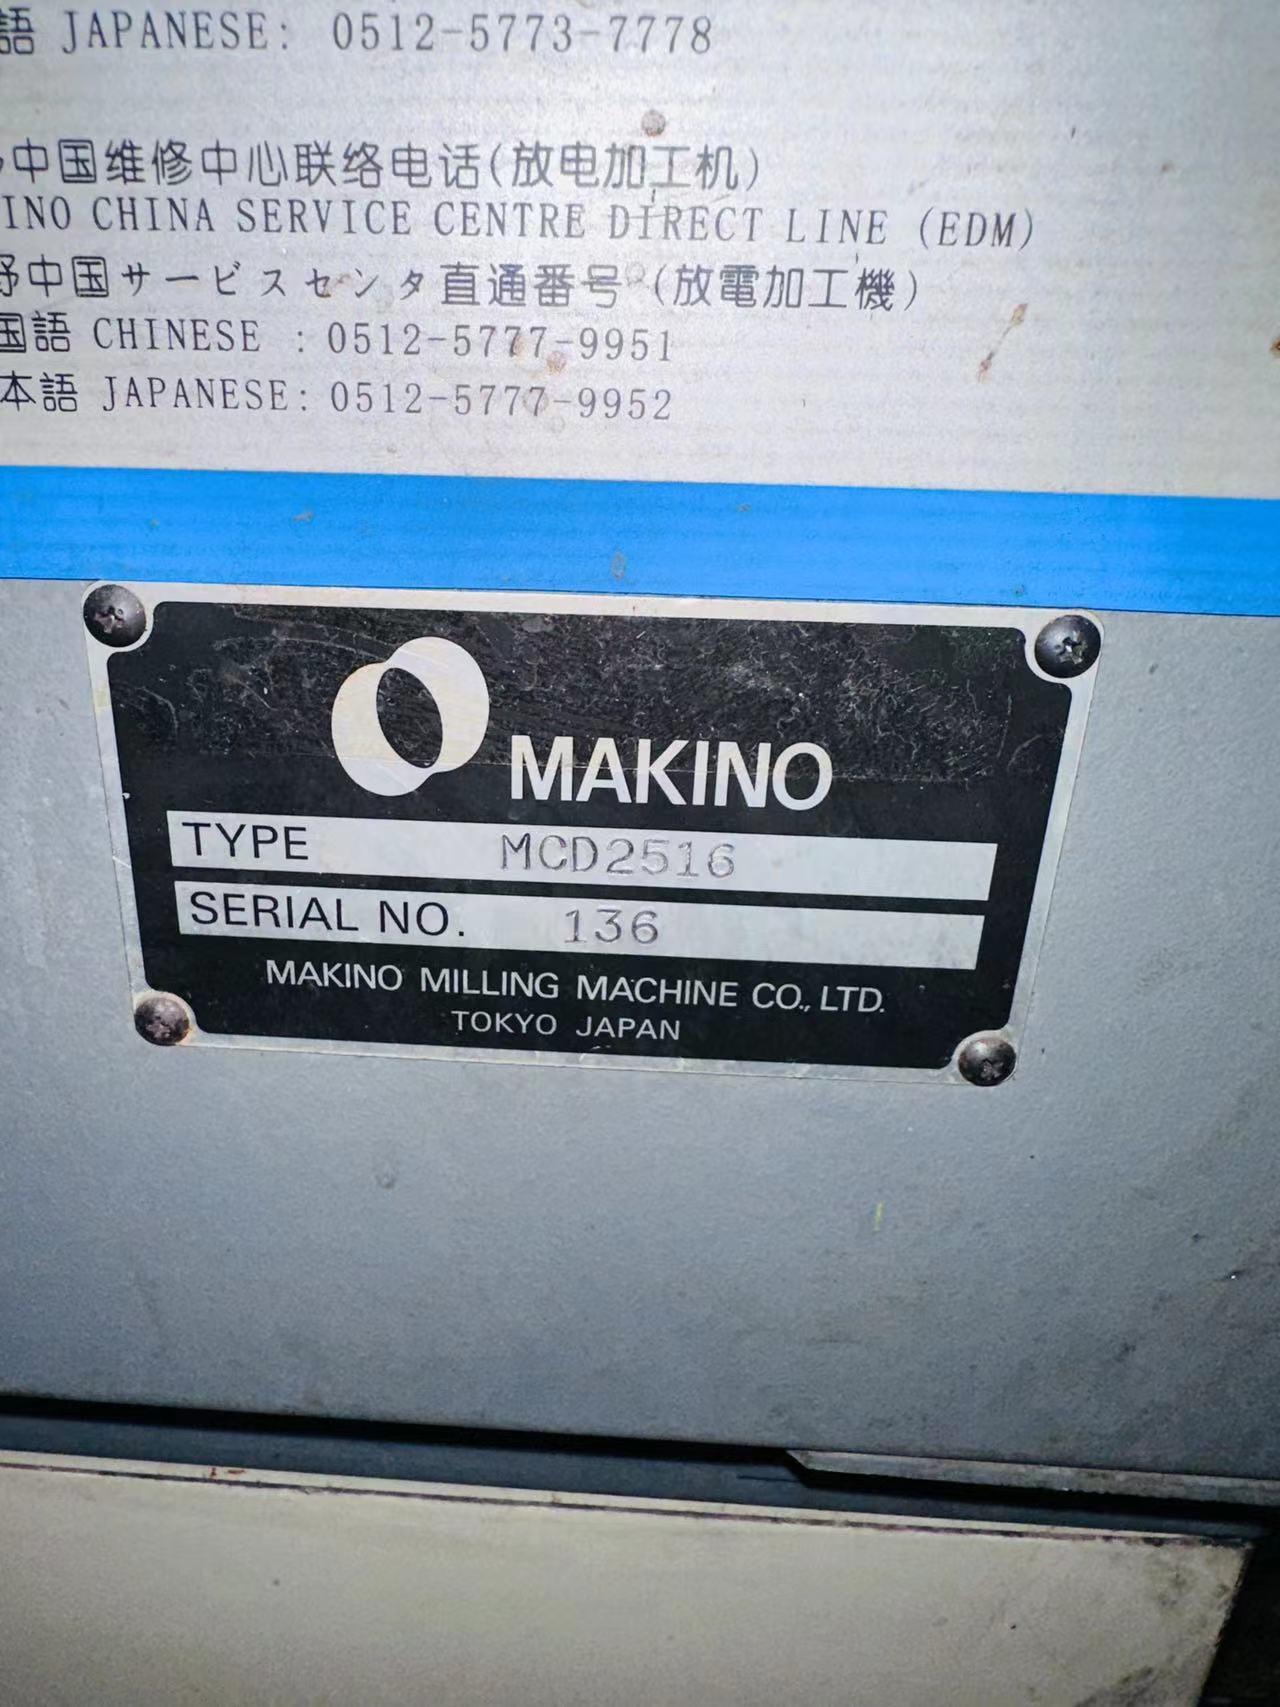 語 JAPANESE: 0512-5773-7778
中国维修中心联络电话(放电加工机)
INO CHINA SERVICE CENTRE DIRECT LINE (EDM)
野中国サービスセンタ直通番号(放電加工機)
国語 CHINESE : 0512-5777-9951
本語 JAPANESE: 0512-5777-9952
MAKINO
TYPE MCD2516
SERIAL NO. 136
MAKINO MILLING MACHINE CO., LTD.
TOKYO JAPAN